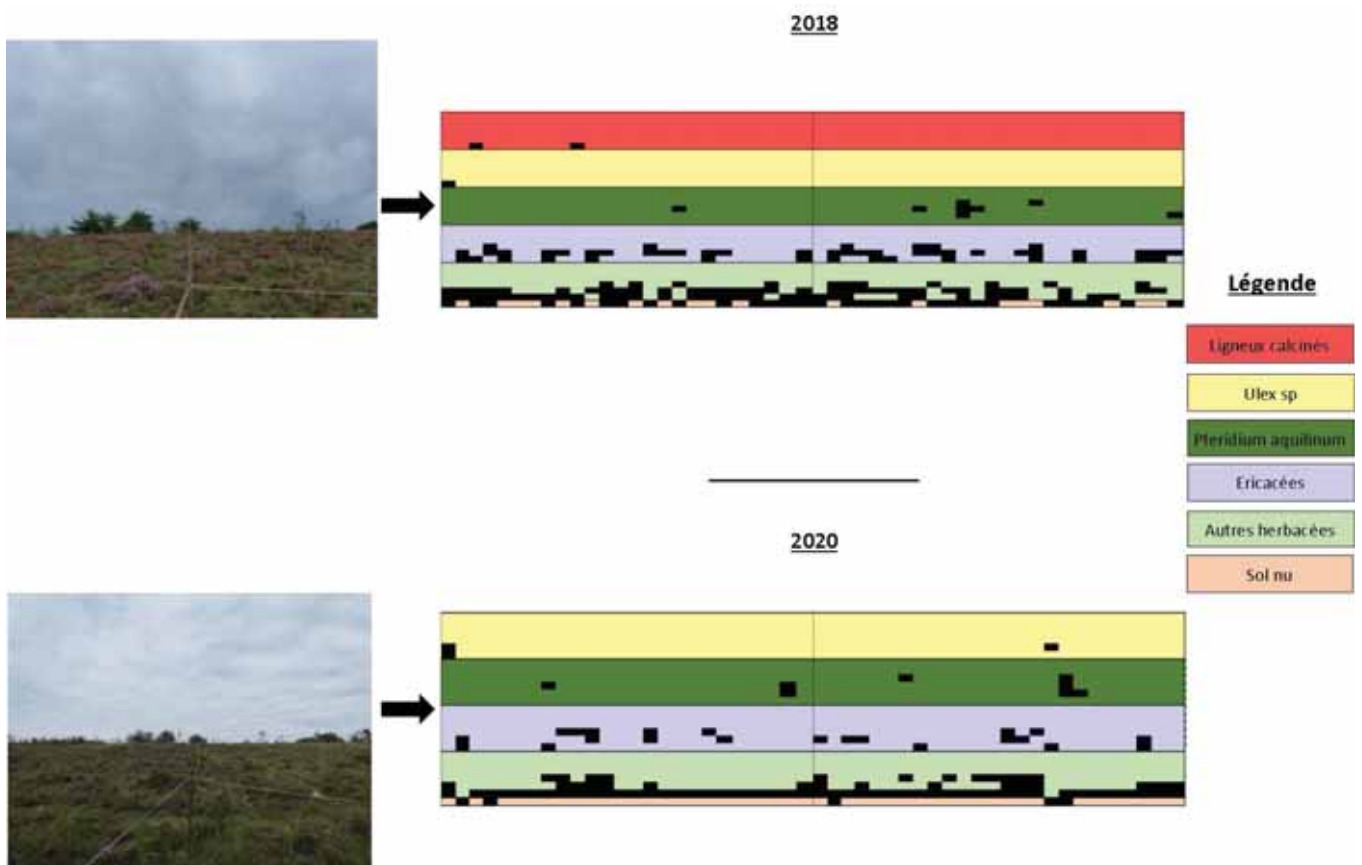 2018
Légende
Ligneux calcinés
Ulex sp
Pteridium aquilinum
Ericacées
Autres herbacées
Sol nu
2020